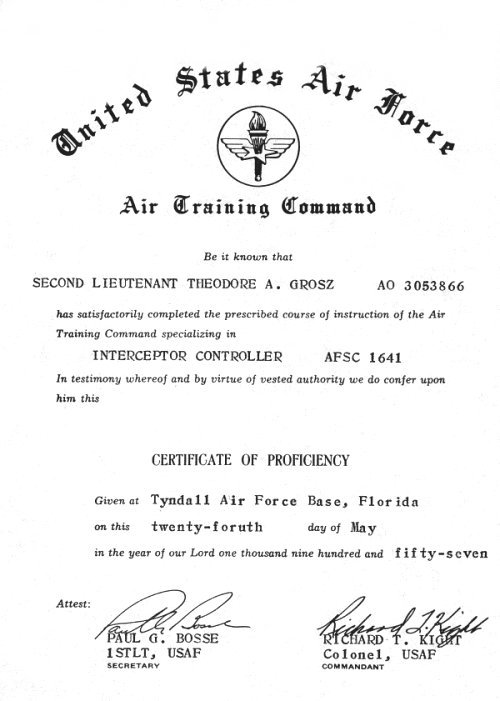 United States Air Force
Air Training Command
Be it known that
SECOND LIEUTENANT THEODORE A. GROSZ AO 3053866
has satisfactorily completed the prescribed course of instruction of the Air
Training Command specializing in
INTERCEPTOR CONTROLLER AFSC 1641
In testimony whereof and by virtue of vested authority we do confer upon
him this
CERTIFICATE OF PROFICIENCY
Given at Tyndall Air Force Base, Florida
on this twenty-foruth day of May
in the year of our Lord one thousand nine hundred and fifty-seven
Attest:
Paul G. Bosse Richard T. Kight
PAUL G. BOSSE RICHARD T. KIGHT
1STLT, USAF Colonel, USAF
SECRETARY COMMANDANT